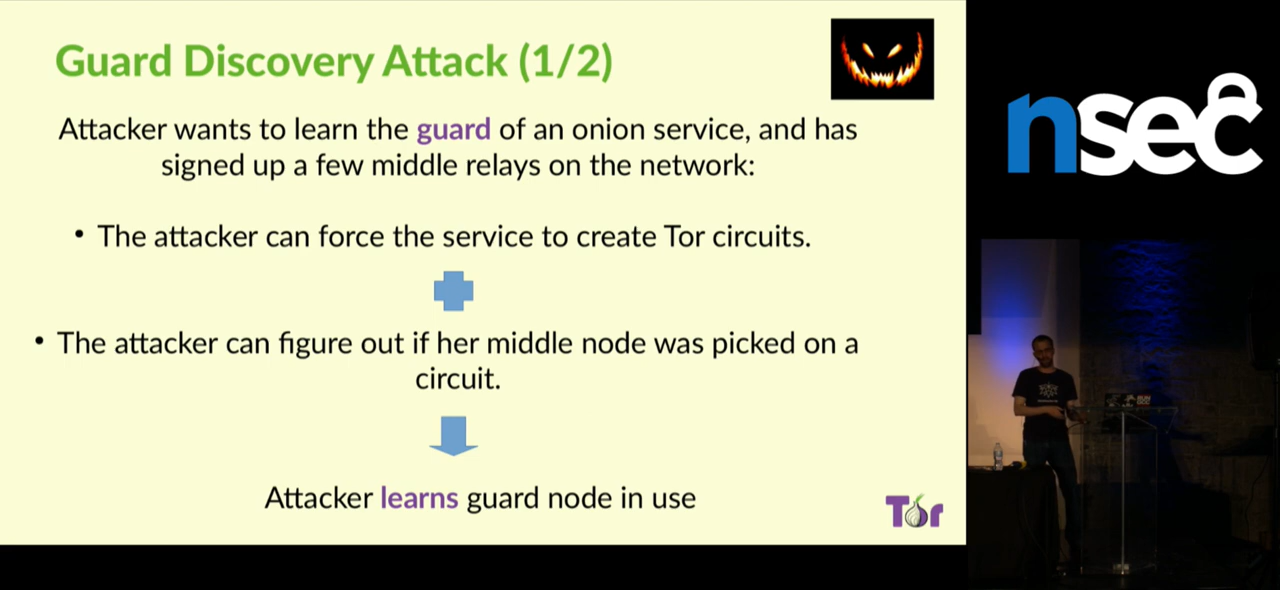 Guard Discovery Attack (1/2)
Attacker wants to learn the guard of an onion service, and has
signed up a few middle relays on the network:
• The attacker can force the service to create Tor circuits.
• The attacker can figure out if her middle node was picked on a
circuit.
Attacker learns guard node in use
Tor
nsec